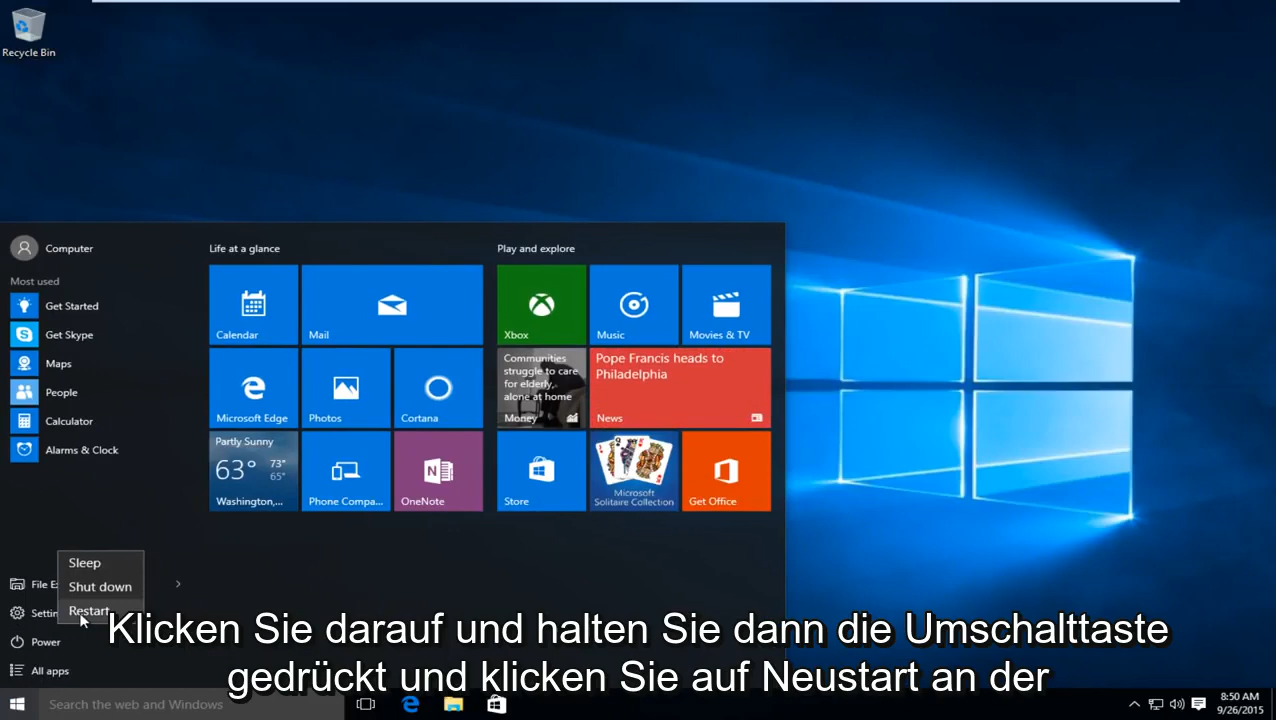 Recycle Bin
Computer
Most used
Get Started
Get Skype
Maps
People
Calculator
Alarms & Clock
Life at a glance
Calendar
Mail
Microsoft Edge
Photos
Cortana
Partly Sunny
63° 73°
65°
Washington,...
Phone Compa...
OneNote
Play and explore
Xbox
Music
Movies & TV
Communities
struggle to care
for elderly,
alone at home
Money
Pope Francis heads to
Philadelphia
News
Store
Microsoft
Solitaire Collection
Get Office
Sleep
Shut down
Restart
File E
Settin
Power
All apps
Klicken Sie darauf und halten Sie dann die Umschalttaste
gedrückt und klicken Sie auf Neustart an der
Search the web and Windows
8:50 AM
9/26/2015